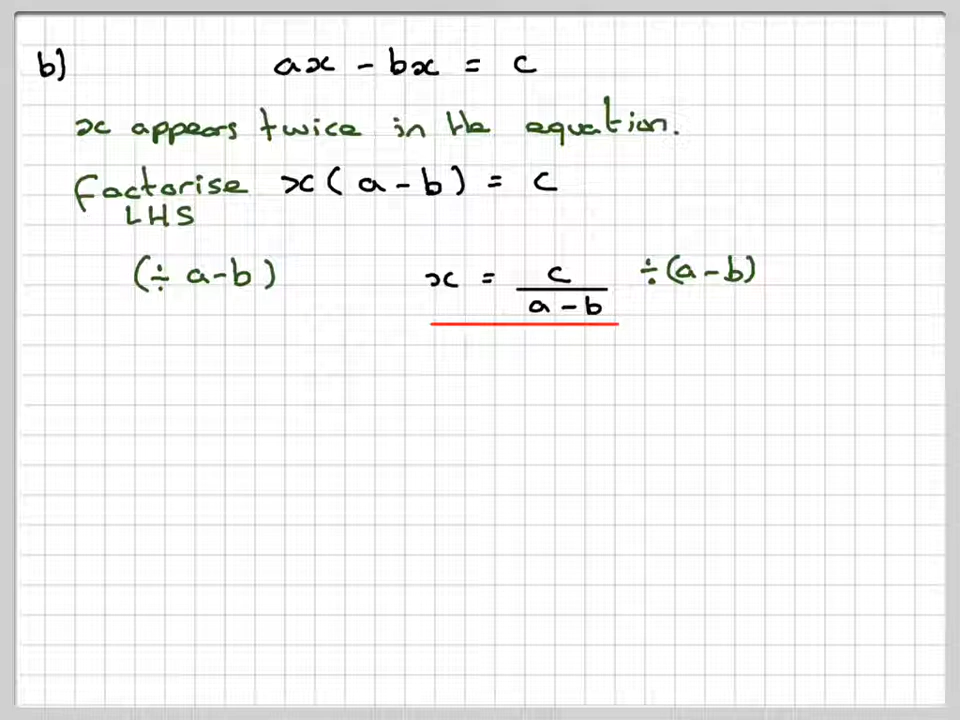 b) ax - bx = c
x appears twice in the equation.
Factorise x(a-b) = c
LHS
(÷ a-b) x = c/(a-b) ÷(a-b)